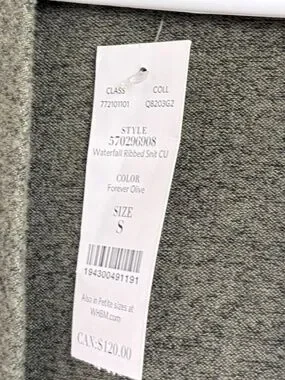 CLASS COLL
772101101 Q8203G2
STYLE
570296908
Waterfall Ribbed Snit CU
COLOR
Forever Olive
SIZE
S
194300491191
Also in Petite sizes at
WHBM.com
CAN:$120.00